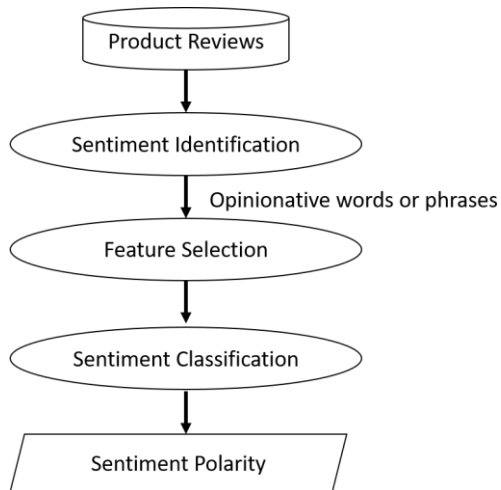 Product Reviews
Sentiment Identification
Opinionative words or phrases
Feature Selection
Sentiment Classification
Sentiment Polarity